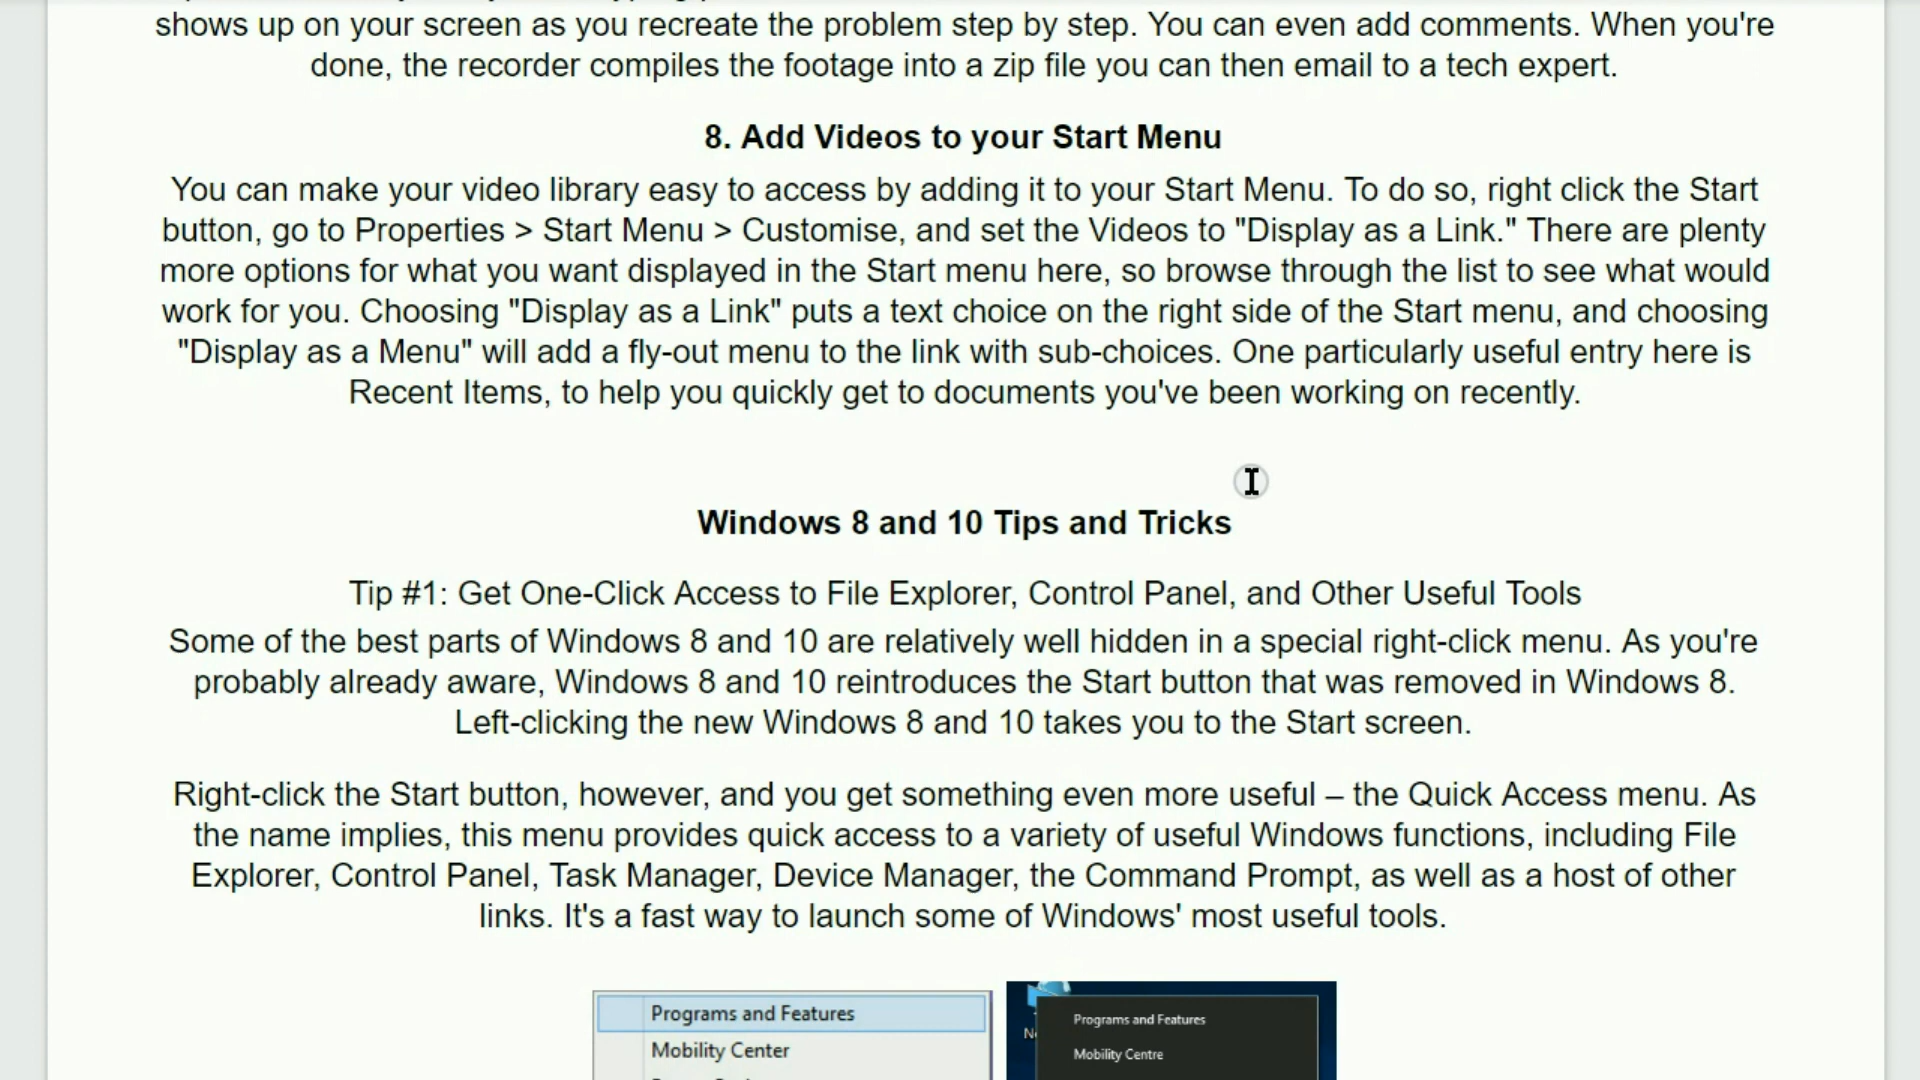 shows up on your screen as you recreate the problem step by step. You can even add comments. When you're
done, the recorder compiles the footage into a zip file you can then email to a tech expert.
8. Add Videos to your Start Menu
You can make your video library easy to access by adding it to your Start Menu. To do so, right click the Start
button, go to Properties > Start Menu > Customise, and set the Videos to "Display as a Link." There are plenty
more options for what you want displayed in the Start menu here, so browse through the list to see what would
work for you. Choosing "Display as a Link" puts a text choice on the right side of the Start menu, and choosing
"Display as a Menu" will add a fly-out menu to the link with sub-choices. One particularly useful entry here is
Recent Items, to help you quickly get to documents you've been working on recently.
Windows 8 and 10 Tips and Tricks
Tip #1: Get One-Click Access to File Explorer, Control Panel, and Other Useful Tools
Some of the best parts of Windows 8 and 10 are relatively well hidden in a special right-click menu. As you're
probably already aware, Windows 8 and 10 reintroduces the Start button that was removed in Windows 8.
Left-clicking the new Windows 8 and 10 takes you to the Start screen.
Right-click the Start button, however, and you get something even more useful – the Quick Access menu. As
the name implies, this menu provides quick access to a variety of useful Windows functions, including File
Explorer, Control Panel, Task Manager, Device Manager, the Command Prompt, as well as a host of other
links. It's a fast way to launch some of Windows' most useful tools.
Programs and Features
Mobility Center
Programs and Features
Mobility Centre